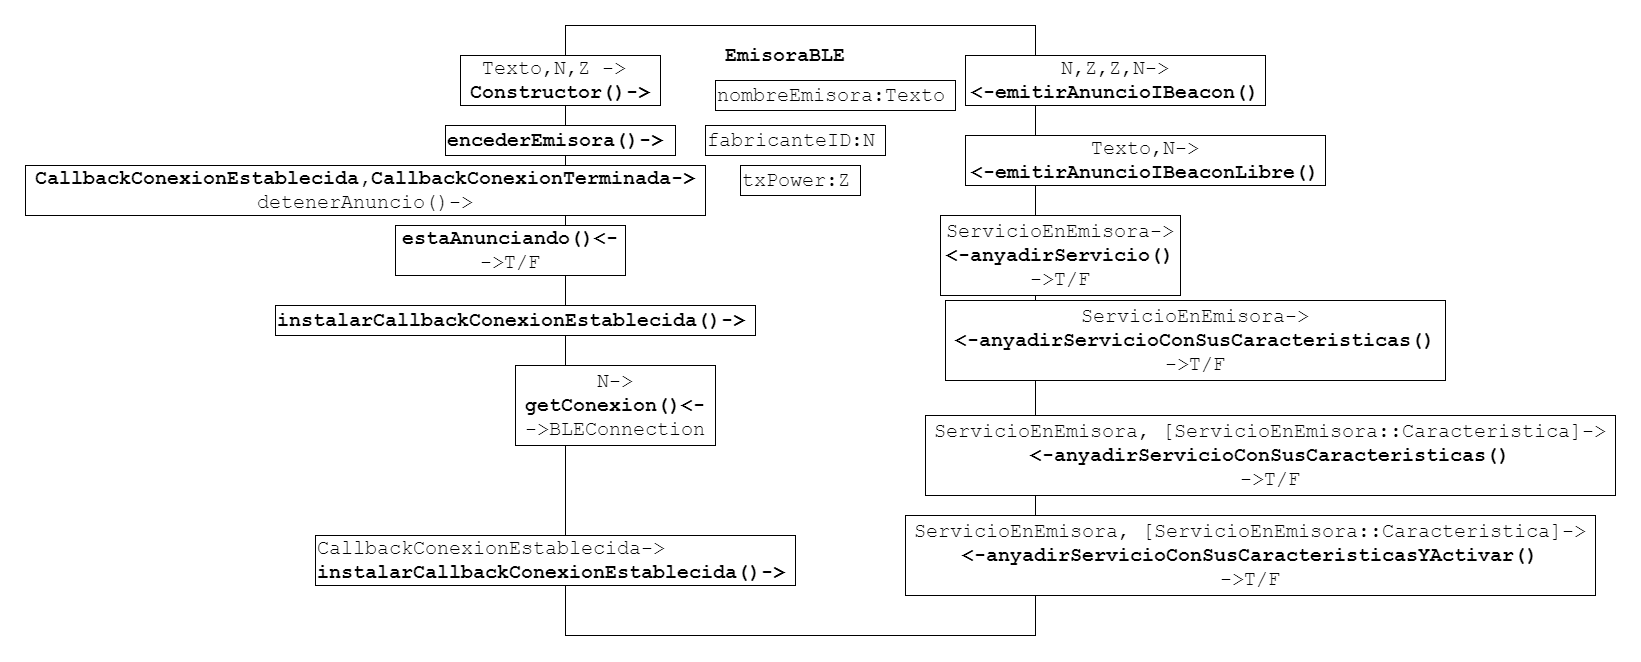 EmisoraBLE
nombreEmisora:Texto
fabricanteID:N
txPower:Z
Texto,N,Z ->
Constructor()->
encederEmisora()->
CallbackConexionEstablecida,CallbackConexionTerminada->
detenerAnuncio()->
estaAnunciando()<-
->T/F
instalarCallbackConexionEstablecida()->
N->
getConexion()<-
->BLEConnection
CallbackConexionEstablecida->
instalarCallbackConexionEstablecida()->
N,Z,Z,N->
<-emitirAnuncioIBeacon()
Texto,N->
<-emitirAnuncioIBeaconLibre()
ServicioEnEmisora->
<-anyadirServicio()
->T/F
ServicioEnEmisora->
<-anyadirServicioConSusCaracteristicas()
->T/F
ServicioEnEmisora, [ServicioEnEmisora::Caracteristica]->
<-anyadirServicioConSusCaracteristicas()
->T/F
ServicioEnEmisora, [ServicioEnEmisora::Caracteristica]->
<-anyadirServicioConSusCaracteristicasYActivar()
->T/F